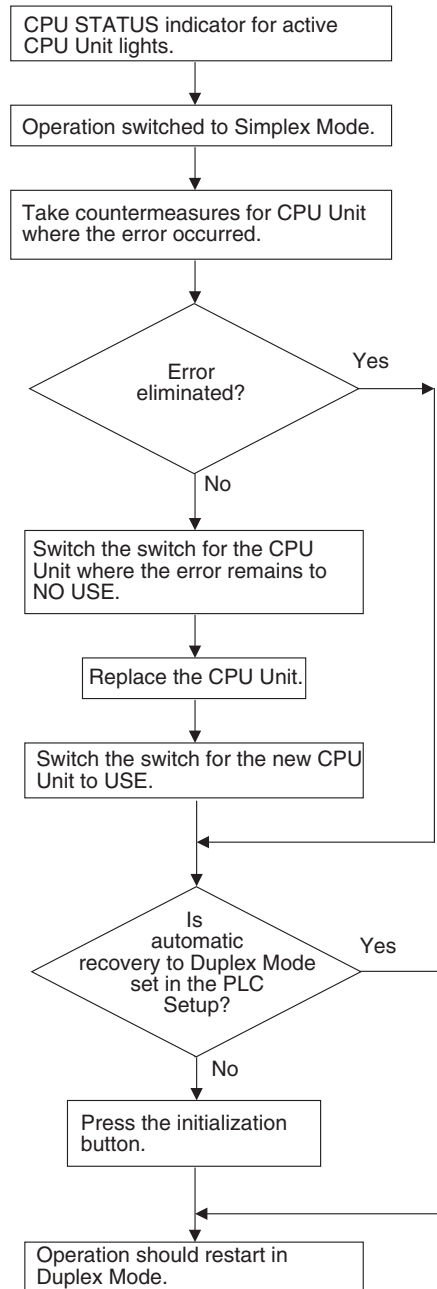 CPU STATUS indicator for active
CPU Unit lights.
Operation switched to Simplex Mode.
Take countermeasures for CPU Unit
where the error occurred.
Error
eliminated?
Yes
No
Switch the switch for the CPU
Unit where the error remains to
NO USE.
Replace the CPU Unit.
Switch the switch for the new CPU
Unit to USE.
Is
automatic
recovery to Duplex Mode
set in the PLC
Setup?
Yes
No
Press the initialization
button.
Operation should restart in
Duplex Mode.